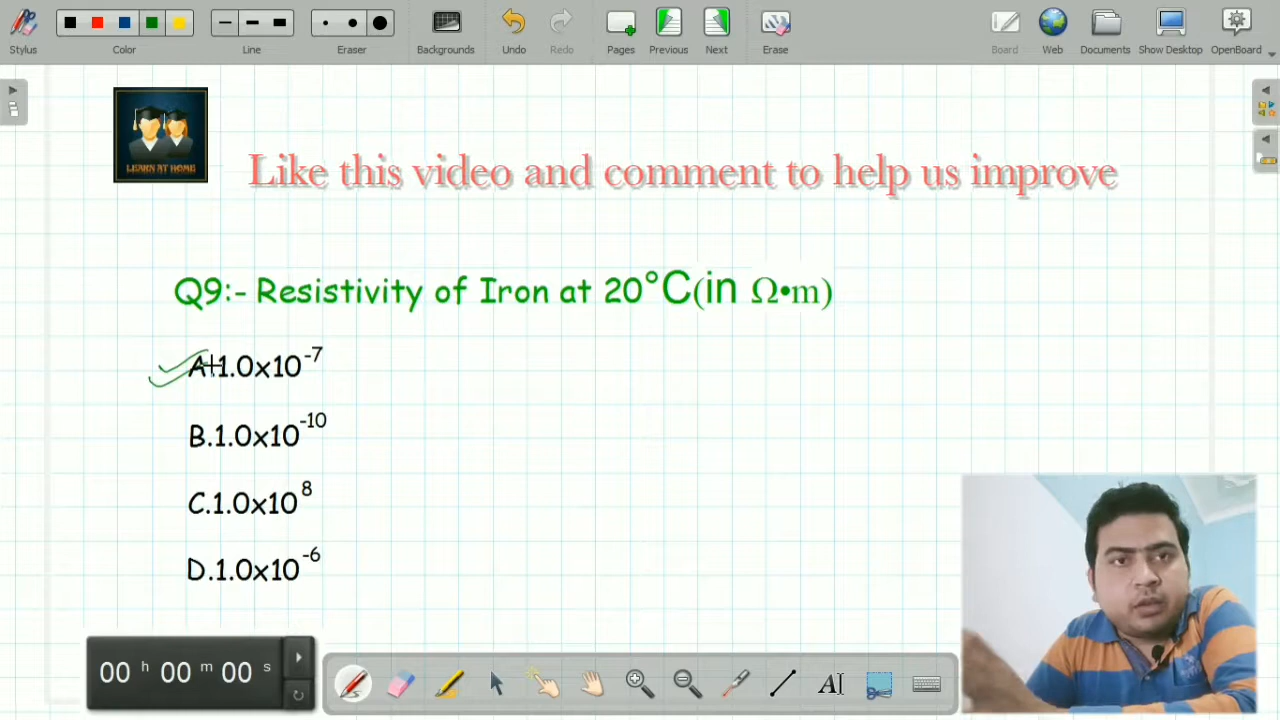 Stylus
Color
Line
Eraser
Backgrounds
Undo
Redo
Pages
Previous
Next
Erase
Board
Web
Documents
Show Desktop
OpenBoard
LEARN AT HOME
Like this video and comment to help us improve
Q9:- Resistivity of Iron at 20°C(in Ω•m)
A.1.0x10⁻⁷
B.1.0x10⁻¹⁰
C.1.0x10⁸
D.1.0x10⁻⁶
00 h 00 m 00 s
AI